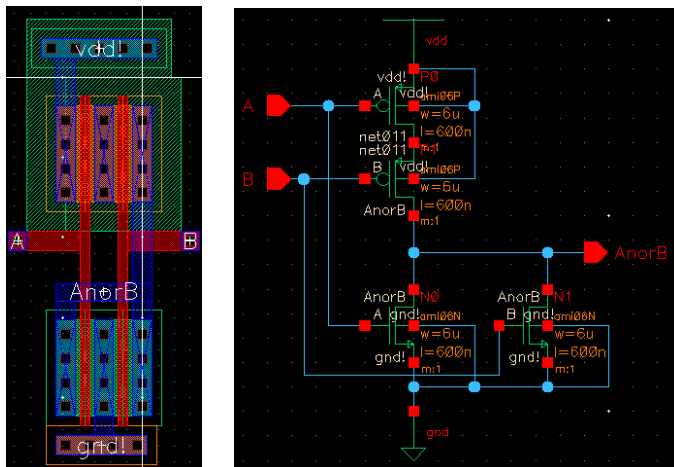 vdd!
A
B
AnorB
gnd!
vdd
vdd!
P0
A
vdd!
ami06P
w=6u
l=600n
m:1
A
net011
net011
B
vdd!
ami06P
w=6u
l=600n
m:1
B
AnorB
AnorB
AnorB
N0
A
gnd!
ami06N
w=6u
l=600n
m:1
gnd!
AnorB
N1
B
gnd!
ami06N
w=6u
l=600n
m:1
gnd!
gnd